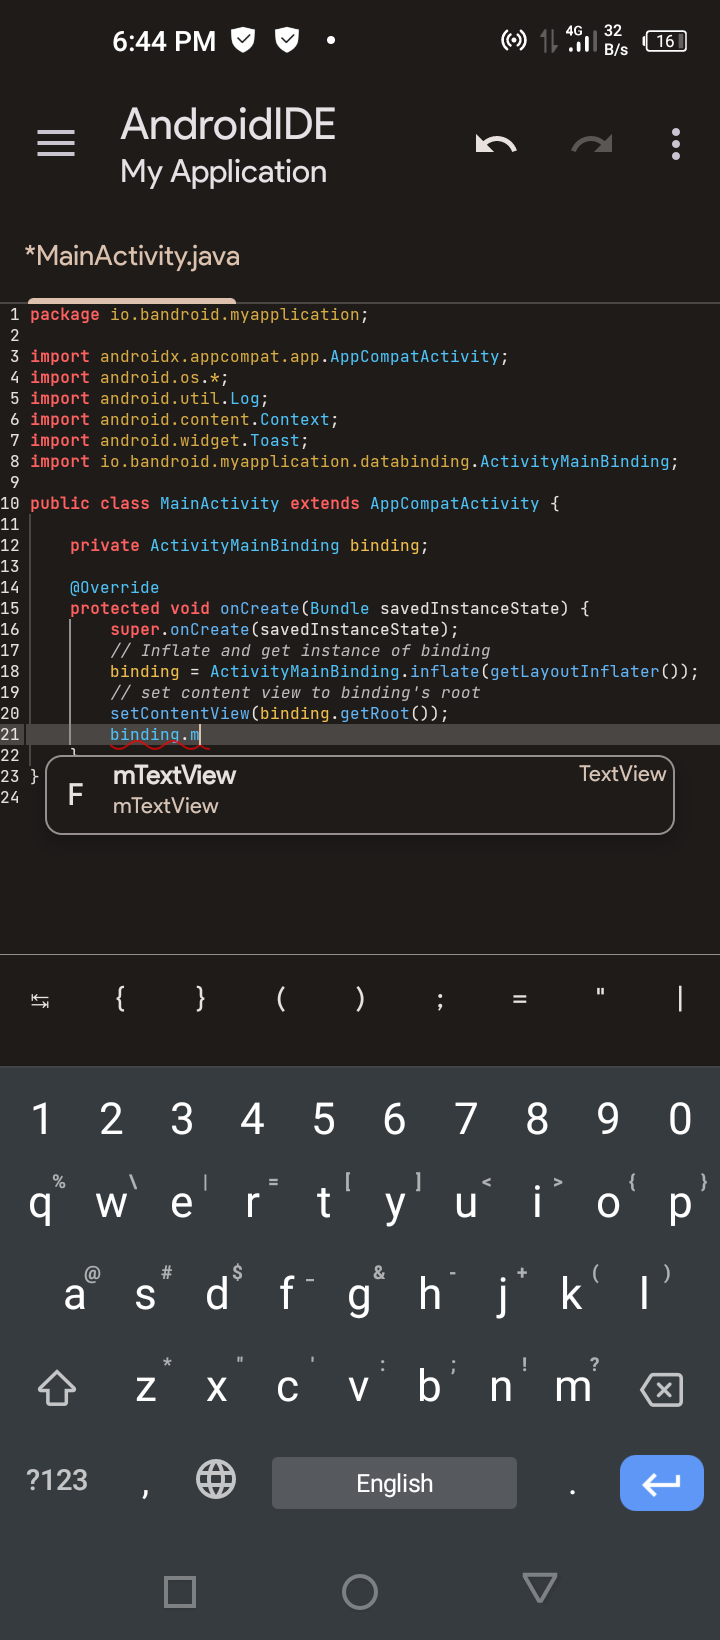 6:44 PM
4G 32 B/s 16
AndroidIDE
My Application
*MainActivity.java
1 package io.bandroid.myapplication;
2
3 import androidx.appcompat.app.AppCompatActivity;
4 import android.os.*;
5 import android.util.Log;
6 import android.content.Context;
7 import android.widget.Toast;
8 import io.bandroid.myapplication.databinding.ActivityMainBinding;
9
10 public class MainActivity extends AppCompatActivity {
11
12     private ActivityMainBinding binding;
13
14     @Override
15     protected void onCreate(Bundle savedInstanceState) {
16         super.onCreate(savedInstanceState);
17         // Inflate and get instance of binding
18         binding = ActivityMainBinding.inflate(getLayoutInflater());
19         // set content view to binding's root
20         setContentView(binding.getRoot());
21         binding.m
22     }
23 }
24
F mTextView TextView
mTextView
{ } ( ) ; = " |
1 2 3 4 5 6 7 8 9 0
q% w\ e| r= t[ y] u< i> o{ p}
a@ s# d$ f_ g& h- j+ k( l)
z* x" c' v: b; n! m?
?123 , English .